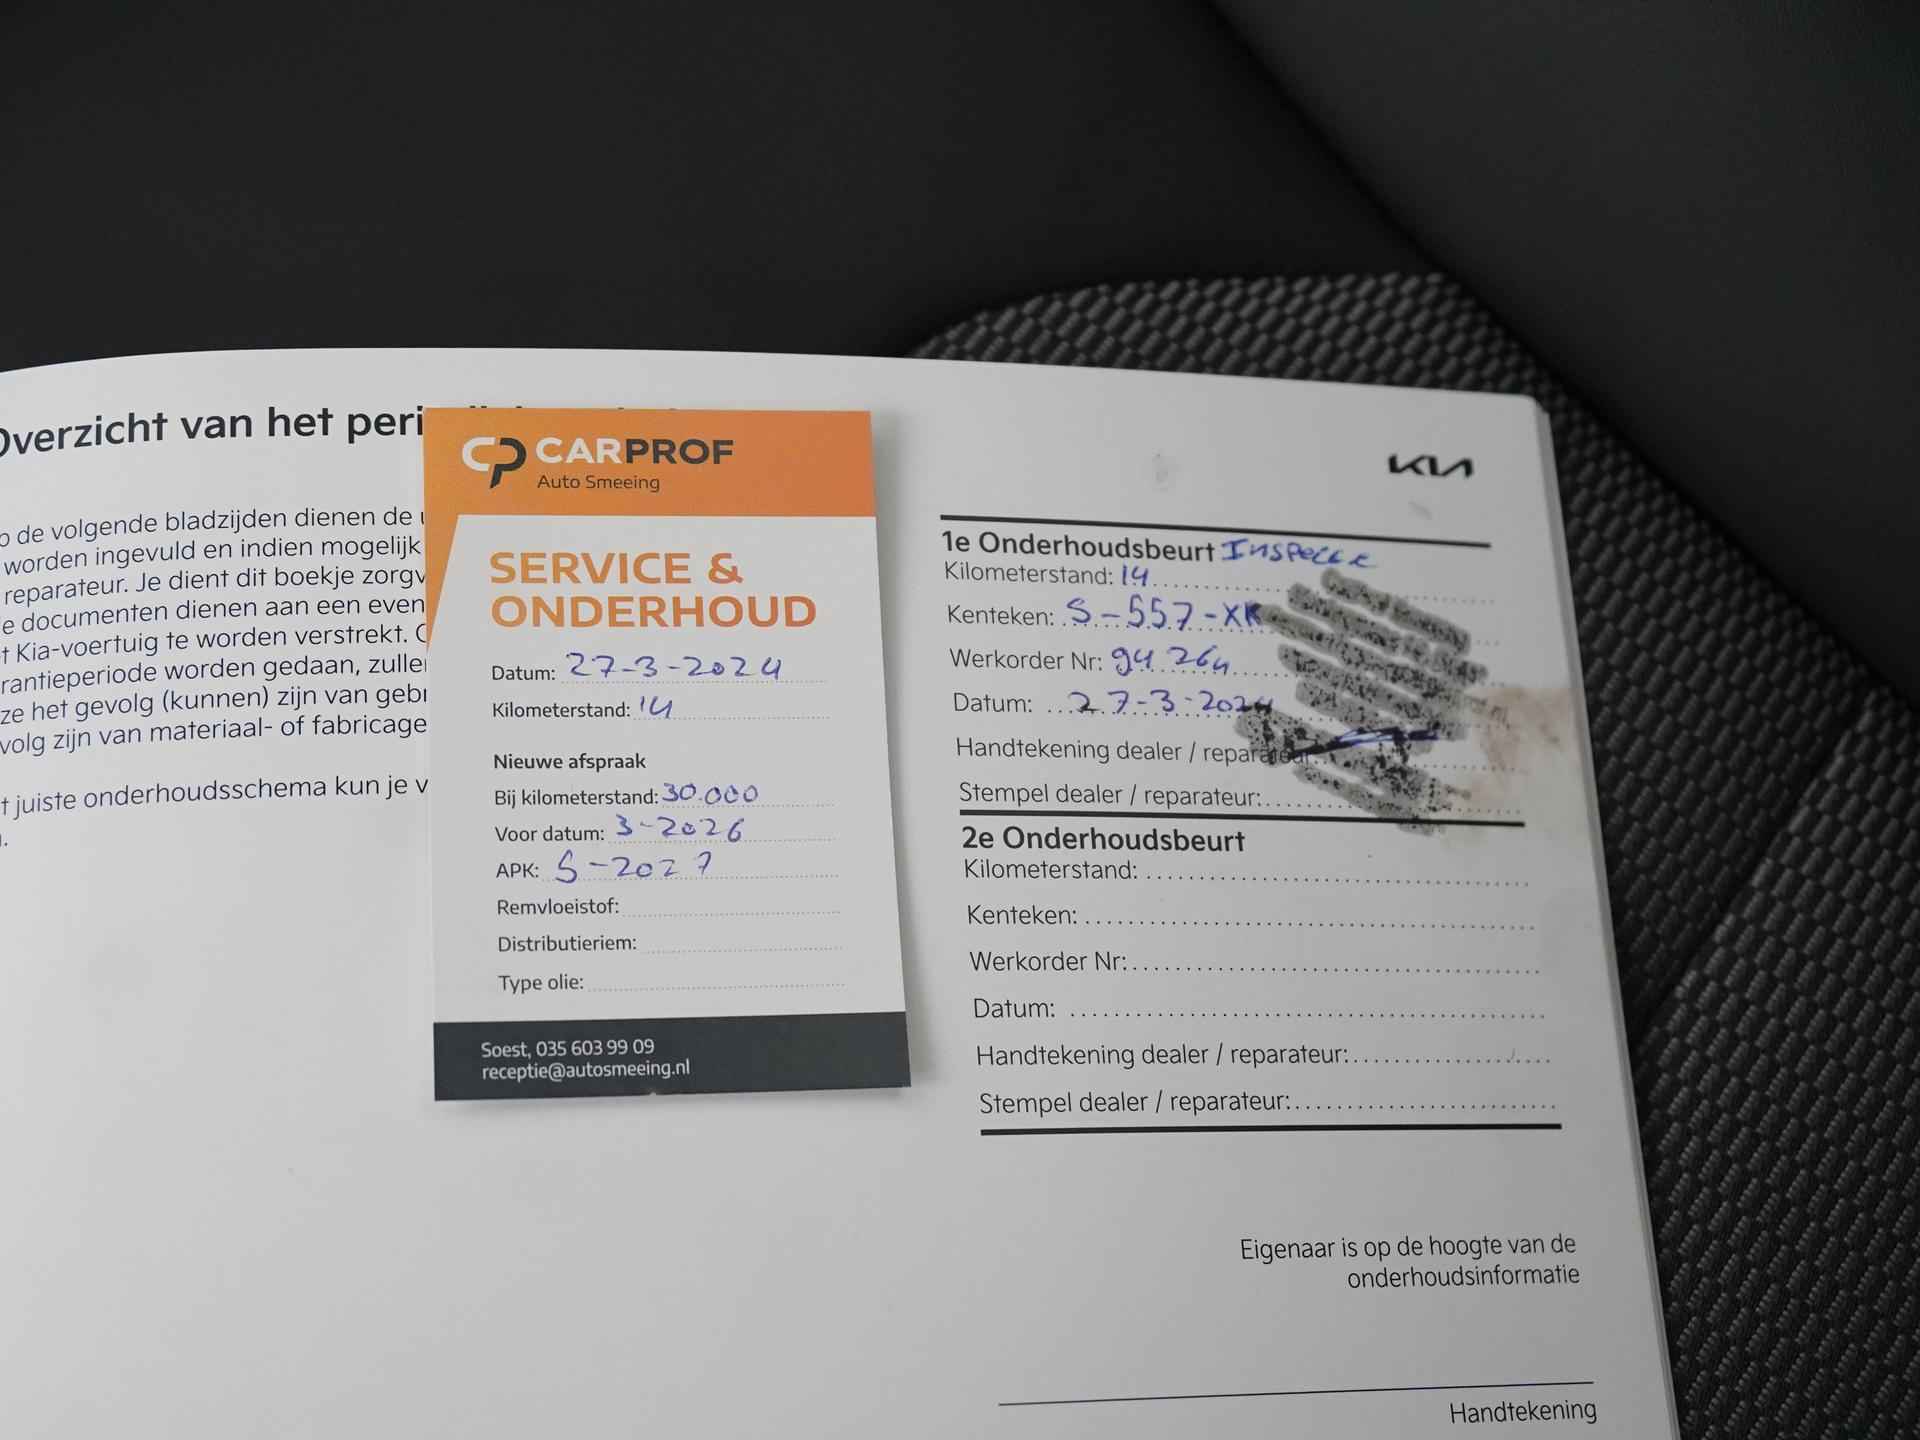 Overzicht van het peri
p de volgende bladzijden dienen de
worden ingevuld en indien mogelijk
reparateur. Je dient dit boekje zorgv
e documenten dienen aan een even
t Kia-voertuig te worden verstrekt.
rantieperiode worden gedaan, zuller
ze het gevolg (kunnen) zijn van gebr
volg zijn van materiaal- of fabricage
t juiste onderhoudsschema kun je v
CARPROF
Auto Smeeing
SERVICE &
ONDERHOUD
Datum: 27-3-2024
Kilometerstand: 14
Nieuwe afspraak
Bij kilometerstand: 30.000
Voor datum: 3-2026
APK: 5-2027
Remvloeistof:
Distributieriem:
Type olie:
Soest, 035 603 99 09
receptie@autosmeeing.nl
KIA
1e Onderhoudsbeurt Inspectie
Kilometerstand: 14
Kenteken: S-557-XK
Werkorder Nr: 94264
Datum: 27-3-2024
Handtekening dealer / reparateur:
Stempel dealer / reparateur:
2e Onderhoudsbeurt
Kilometerstand:
Kenteken:
Werkorder Nr:
Datum:
Handtekening dealer / reparateur:
Stempel dealer / reparateur:
Eigenaar is op de hoogte van de
onderhoudsinformatie
Handtekening